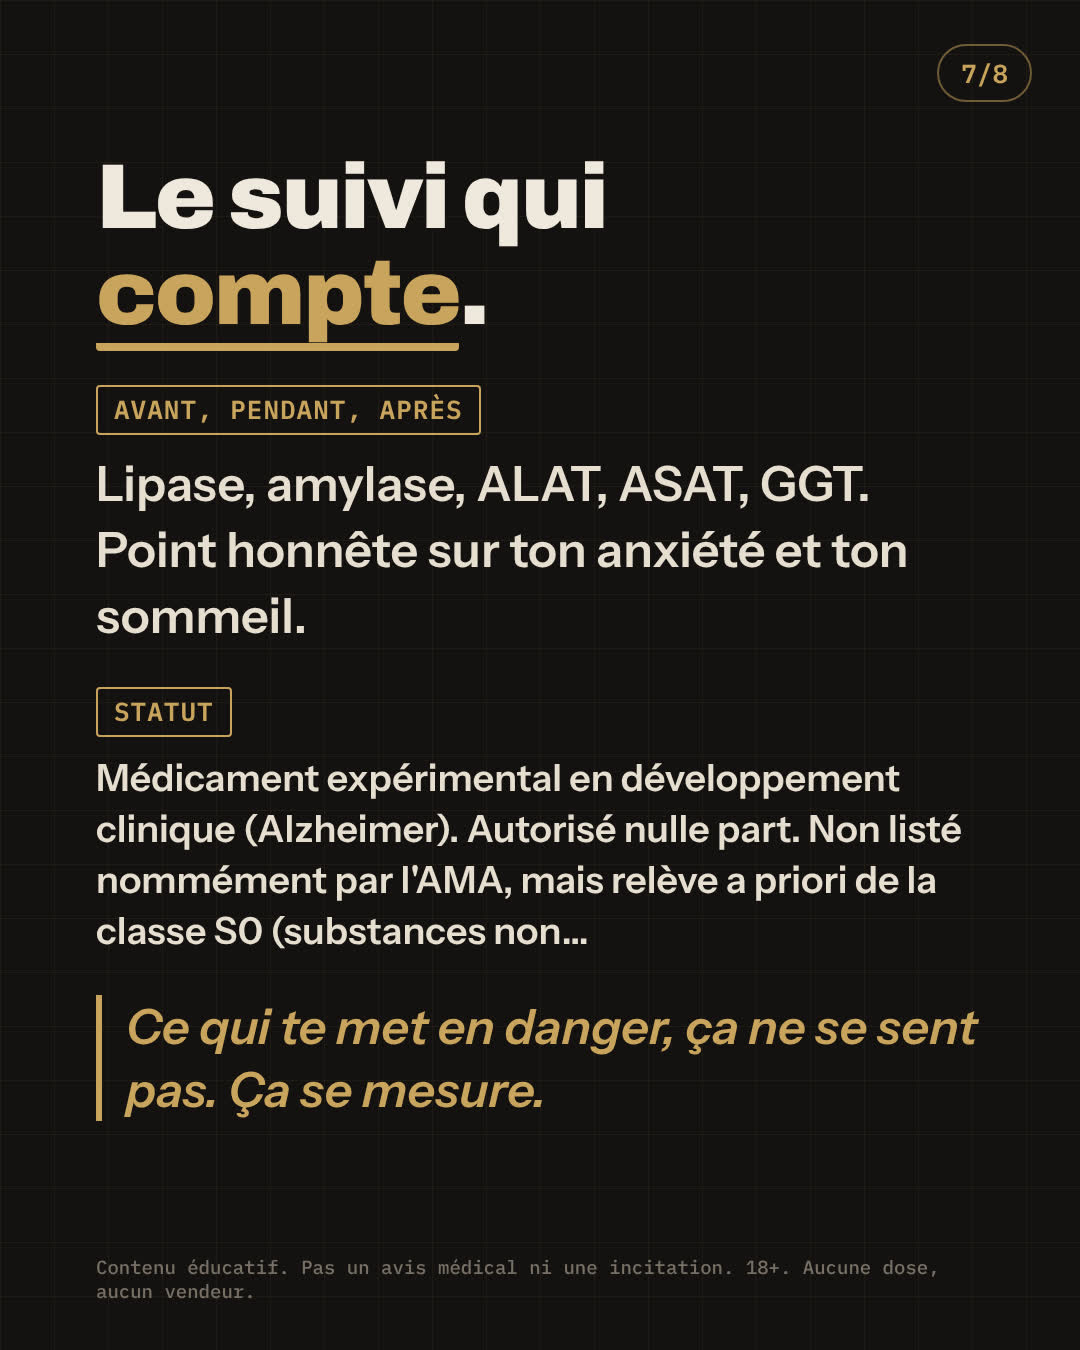 7/8
Le suivi qui
compte.
AVANT, PENDANT, APRÈS
Lipase, amylase, ALAT, ASAT, GGT.
Point honnête sur ton anxiété et ton
sommeil.
STATUT
Médicament expérimental en développement
clinique (Alzheimer). Autorisé nulle part. Non listé
nommément par l'AMA, mais relève a priori de la
classe S0 (substances non...
Ce qui te met en danger, ça ne se sent
pas. Ça se mesure.
Contenu éducatif. Pas un avis médical ni une incitation. 18+. Aucune dose,
aucun vendeur.